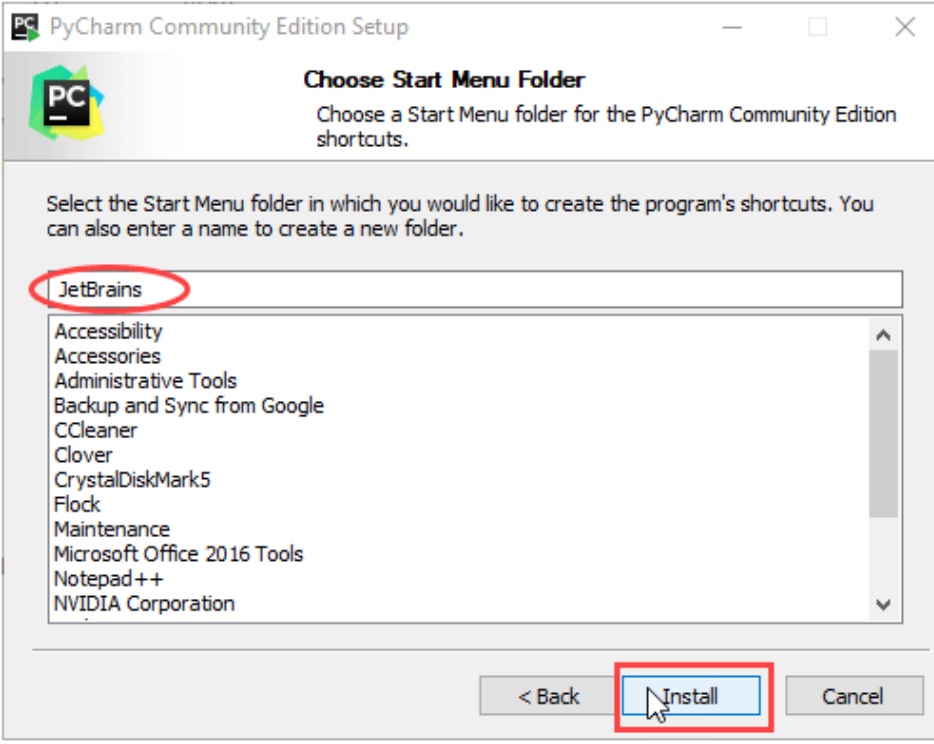 PC PyCharm Community Edition Setup
PC
Choose Start Menu Folder
Choose a Start Menu folder for the PyCharm Community Edition
shortcuts.
Select the Start Menu folder in which you would like to create the program's shortcuts. You
can also enter a name to create a new folder.
JetBrains
Accessibility
Accessories
Administrative Tools
Backup and Sync from Google
CCleaner
Clover
CrystalDiskMark5
Flock
Maintenance
Microsoft Office 2016 Tools
Notepad++
NVIDIA Corporation
< Back Install Cancel